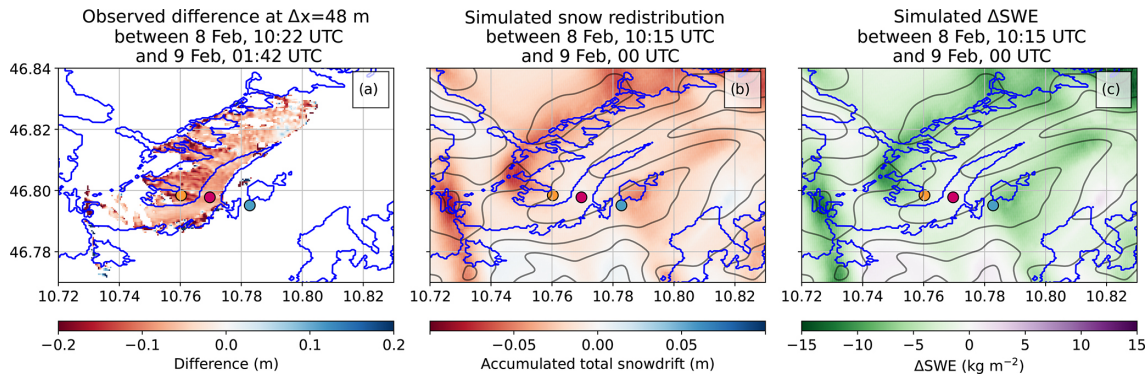 Observed difference at Δx=48 m
between 8 Feb, 10:22 UTC
and 9 Feb, 01:42 UTC
Simulated snow redistribution
between 8 Feb, 10:15 UTC
and 9 Feb, 00 UTC
Simulated ΔSWE
between 8 Feb, 10:15 UTC
and 9 Feb, 00 UTC
46.84
46.82
46.80
46.78
(a)
(b)
(c)
10.72 10.74 10.76 10.78 10.80 10.82
10.72 10.74 10.76 10.78 10.80 10.82
10.72 10.74 10.76 10.78 10.80 10.82
−0.2 −0.1 0.0 0.1 0.2
−0.05 0.00 0.05
−15 −10 −5 0 5 10 15
Difference (m)
Accumulated total snowdrift (m)
ΔSWE (kg m⁻²)